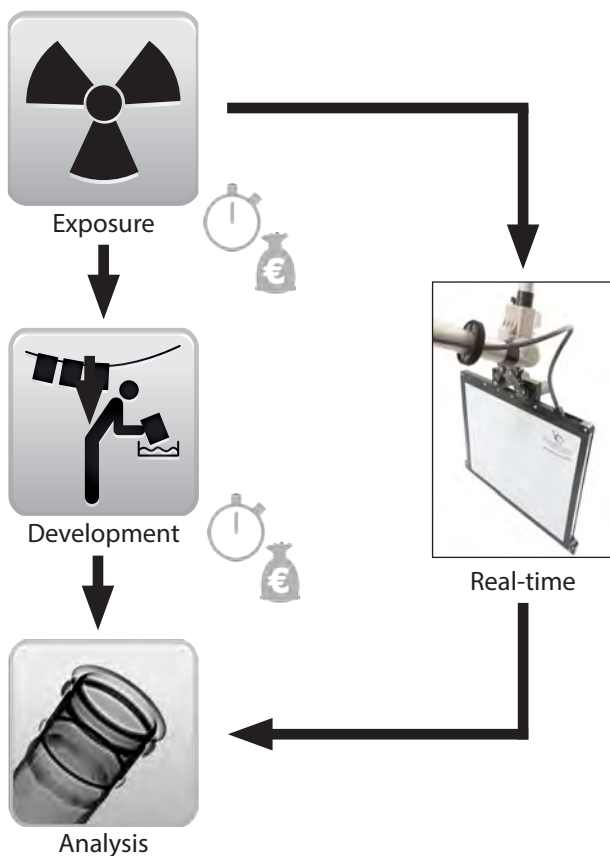 Exposure
€
Development
€
Real-time
Analysis